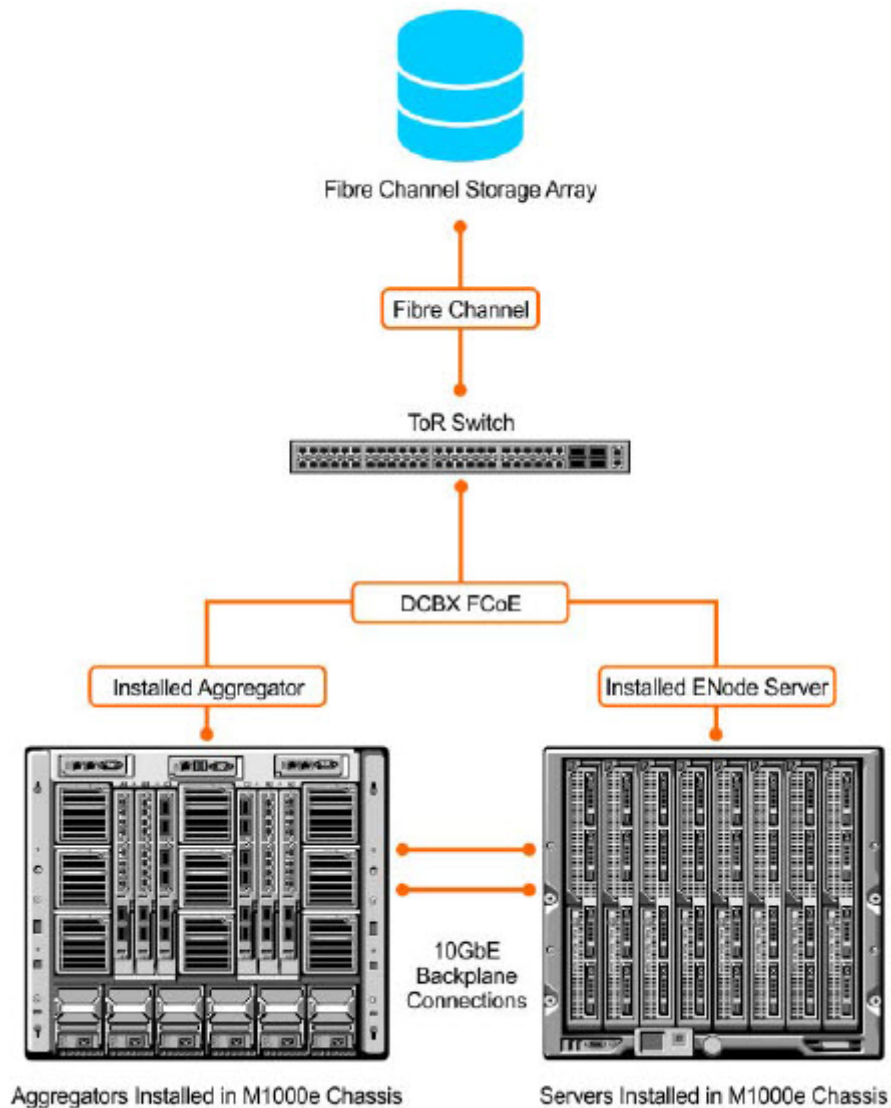 Fibre Channel Storage Array
Fibre Channel
ToR Switch
DCBX FCoE
Installed Aggregator
Installed ENode Server
10GbE
Backplane
Connections
Aggregators Installed in M1000e Chassis
Servers Installed in M1000e Chassis